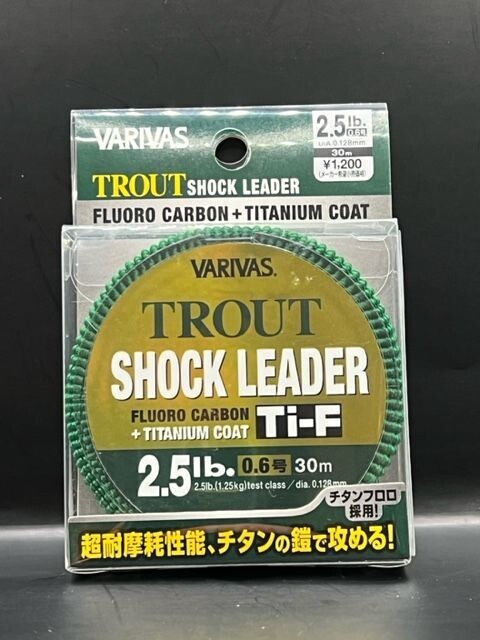 VARIVAS
2.5lb.
0.6号
DIA.0.128mm
30m
¥1,200
(メーカー希望小売価格)
TROUT SHOCK LEADER
FLUORO CARBON+TITANIUM COAT
VARIVAS.
TROUT
SHOCK LEADER
FLUORO CARBON
+TITANIUM COAT
Ti-F
2.5lb. 0.6号 30m
2.5lb.(1.25kg)test class/dia.0.128mm
チタンフロロ
採用!
超耐摩耗性能、チタンの鎧で攻める!